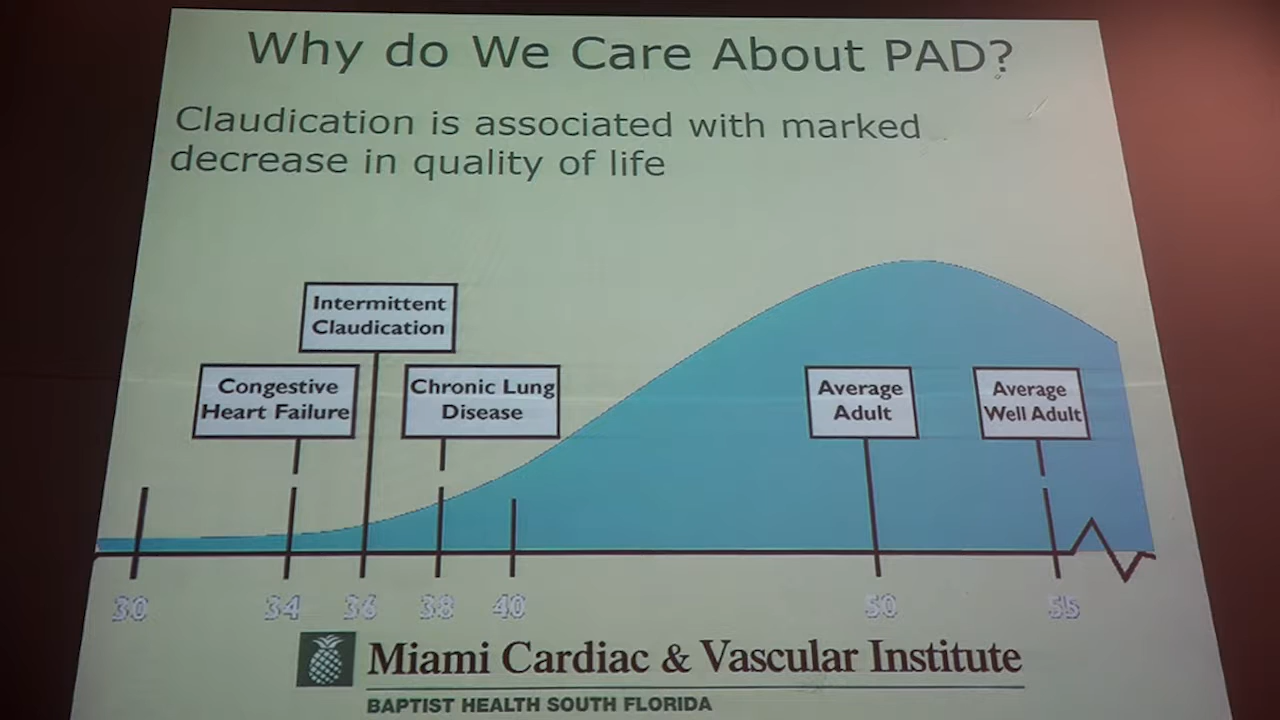 Why do We Care About PAD?
Claudication is associated with marked
decrease in quality of life
Intermittent
Claudication
Congestive
Heart Failure
Chronic Lung
Disease
Average
Adult
Average
Well Adult
30 34 36 38 40 50 55
Miami Cardiac & Vascular Institute
BAPTIST HEALTH SOUTH FLORIDA